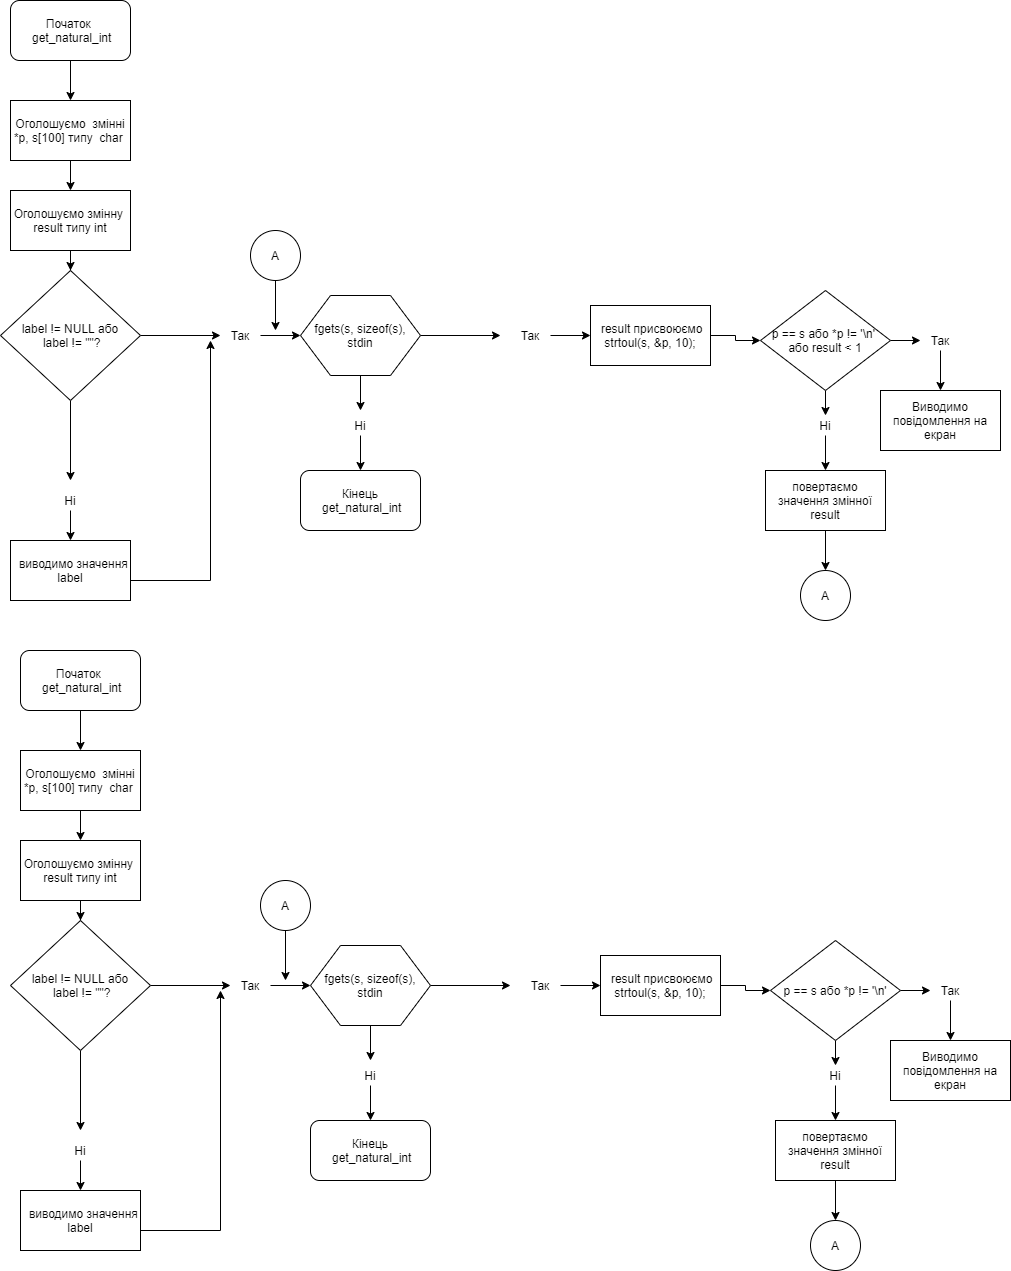 Початок
get_natural_int
Оголошуємо змінні
*p, s[100] типу char
Оголошуємо змінну
result типу int
label != NULL або
label != ""?
Ні
виводимо значення
label
Так
A
fgets(s, sizeof(s),
stdin
Ні
Кінець
get_natural_int
Так
result присвоюємо
strtoul(s, &p, 10);
p == s або *p != '\n'
або result < 1
Так
Виводимо
повідомлення на
екран
Ні
повертаємо
значення змінної
result
A
Початок
get_natural_int
Оголошуємо змінні
*p, s[100] типу char
Оголошуємо змінну
result типу int
label != NULL або
label != ""?
Ні
виводимо значення
label
Так
A
fgets(s, sizeof(s),
stdin
Ні
Кінець
get_natural_int
Так
result присвоюємо
strtoul(s, &p, 10);
p == s або *p != '\n'
Так
Виводимо
повідомлення на
екран
Ні
повертаємо
значення змінної
result
A